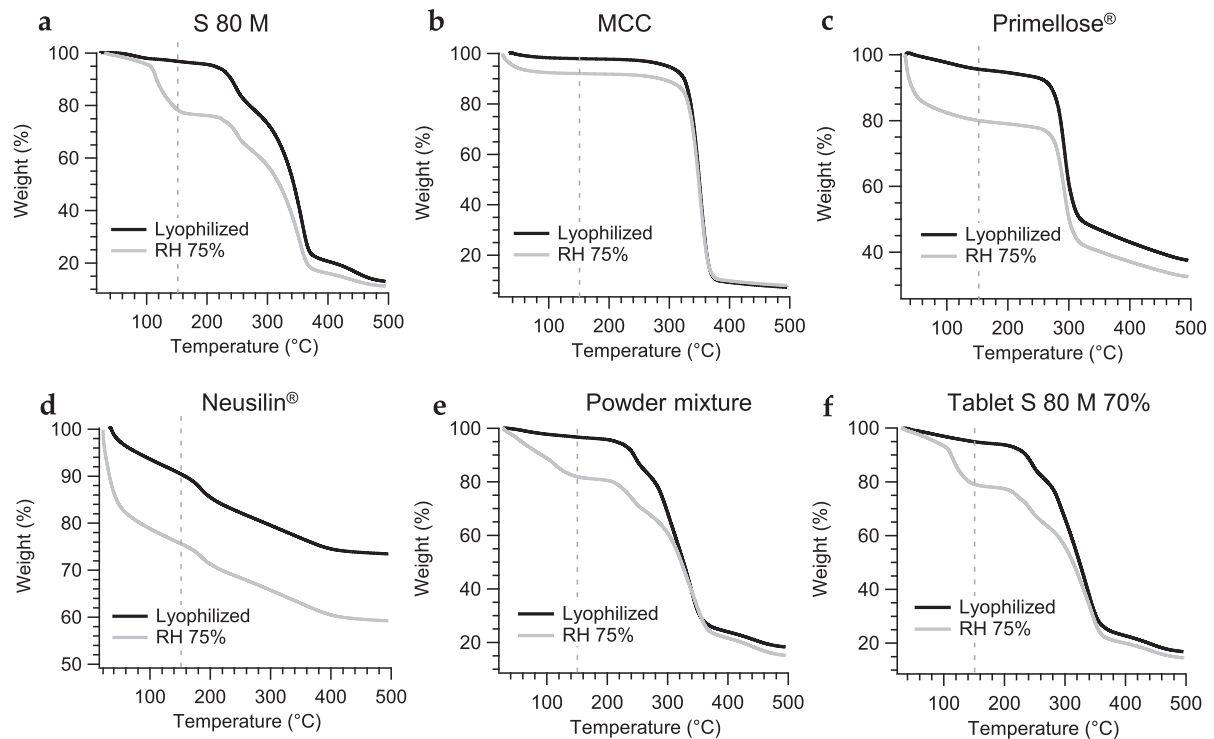 a S 80 M
100
80
60
40
20
Weight (%)
Lyophilized
RH 75%
100 200 300 400 500
Temperature (°C)
b MCC
100
80
60
40
20
Weight (%)
Lyophilized
RH 75%
100 200 300 400 500
Temperature (°C)
c Primellose®
100
80
60
40
Weight (%)
Lyophilized
RH 75%
100 200 300 400 500
Temperature (°C)
d Neusilin®
100
90
80
70
60
50
Weight (%)
Lyophilized
RH 75%
100 200 300 400 500
Temperature (°C)
e Powder mixture
100
80
60
40
20
Weight (%)
Lyophilized
RH 75%
100 200 300 400 500
Temperature (°C)
f Tablet S 80 M 70%
100
80
60
40
20
Weight (%)
Lyophilized
RH 75%
100 200 300 400 500
Temperature (°C)